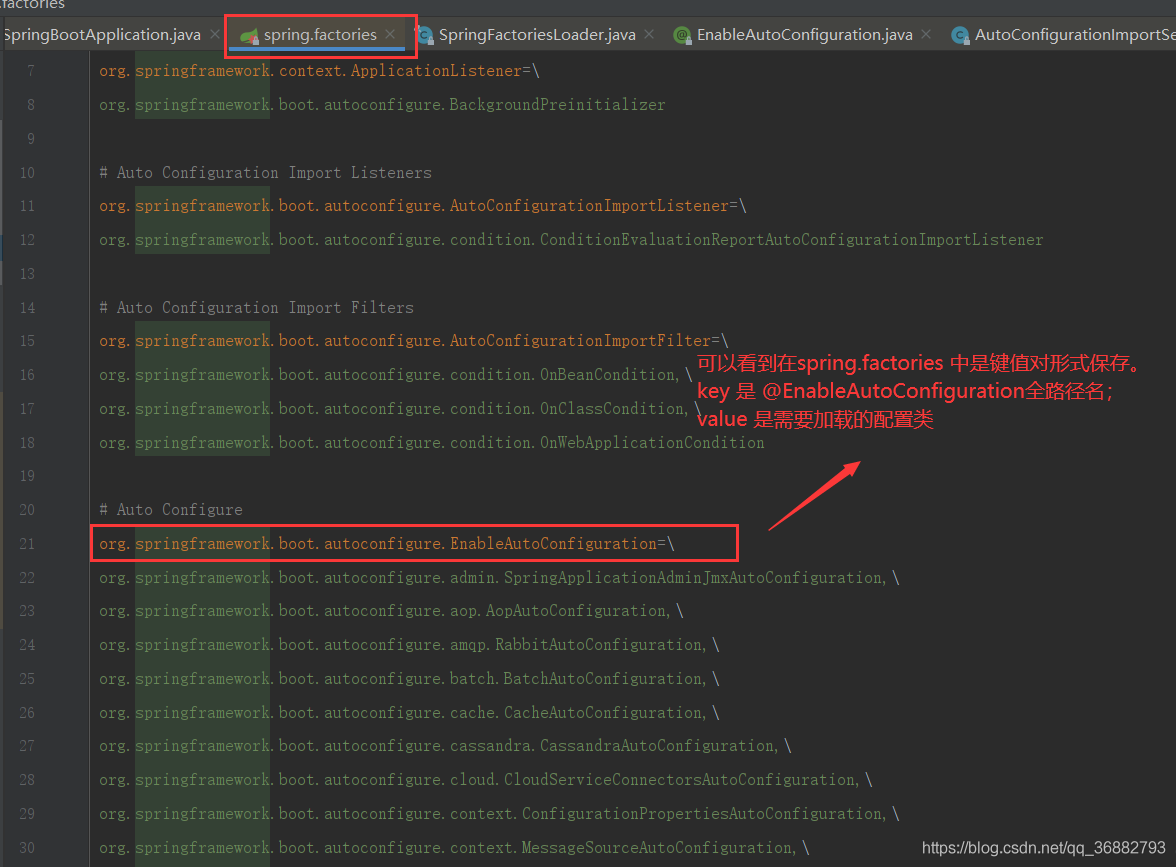 .factories
SpringBootApplication.java
spring.factories
SpringFactoriesLoader.java
EnableAutoConfiguration.java
AutoConfigurationImportSe
7 org.springframework.context.ApplicationListener=\
8 org.springframework.boot.autoconfigure.BackgroundPreinitializer
9
10 # Auto Configuration Import Listeners
11 org.springframework.boot.autoconfigure.AutoConfigurationImportListener=\
12 org.springframework.boot.autoconfigure.condition.ConditionEvaluationReportAutoConfigurationImportListener
13
14 # Auto Configuration Import Filters
15 org.springframework.boot.autoconfigure.AutoConfigurationImportFilter=\
16 org.springframework.boot.autoconfigure.condition.OnBeanCondition,\
17 org.springframework.boot.autoconfigure.condition.OnClassCondition,\
18 org.springframework.boot.autoconfigure.condition.OnWebApplicationCondition
可以看到在spring.factories 中是键值对形式保存。
key 是 @EnableAutoConfiguration全路径名；
value 是需要加载的配置类
19
20 # Auto Configure
21 org.springframework.boot.autoconfigure.EnableAutoConfiguration=\
22 org.springframework.boot.autoconfigure.admin.SpringApplicationAdminJmxAutoConfiguration,\
23 org.springframework.boot.autoconfigure.aop.AopAutoConfiguration,\
24 org.springframework.boot.autoconfigure.amqp.RabbitAutoConfiguration,\
25 org.springframework.boot.autoconfigure.batch.BatchAutoConfiguration,\
26 org.springframework.boot.autoconfigure.cache.CacheAutoConfiguration,\
27 org.springframework.boot.autoconfigure.cassandra.CassandraAutoConfiguration,\
28 org.springframework.boot.autoconfigure.cloud.CloudServiceConnectorsAutoConfiguration,\
29 org.springframework.boot.autoconfigure.context.ConfigurationPropertiesAutoConfiguration,\
30 org.springframework.boot.autoconfigure.context.MessageSourceAutoConfiguration,\
https://blog.csdn.net/qq_36882793